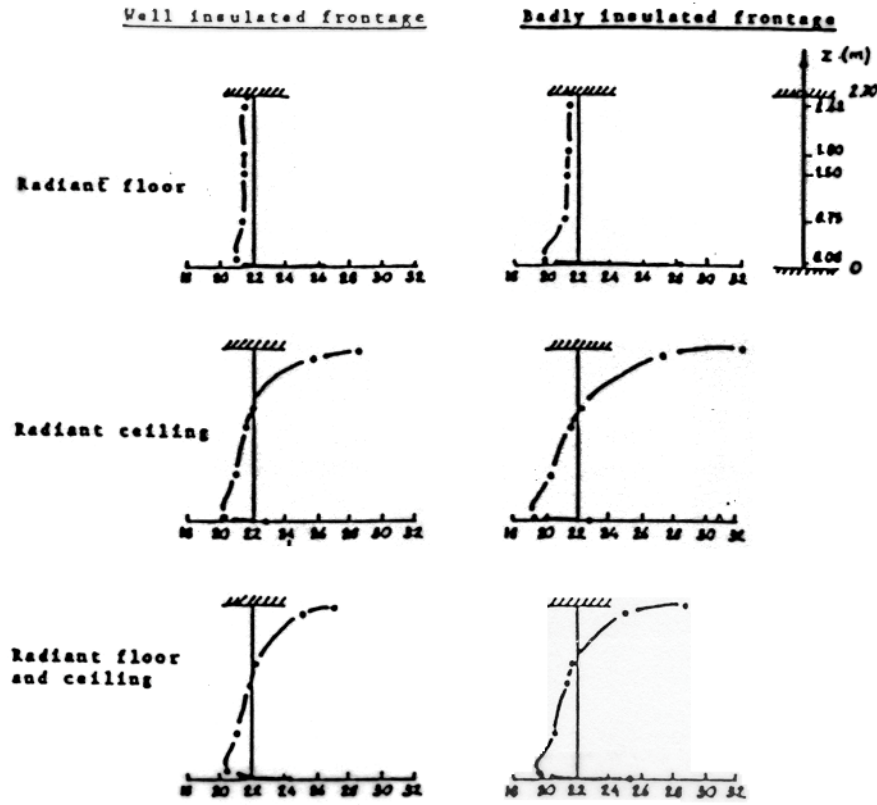 Well insulated frontage
Badly insulated frontage
z (m)
2.70
1.80
1.50
0.75
0.06
0
Radiant floor
18 20 22 24 26 28 30 32
18 20 22 24 26 28 30 32
Radiant ceiling
18 20 22 24 26 28 30 32
18 20 22 24 26 28 30 32
Radiant floor
and ceiling
18 20 22 24 26 28 30 32
18 20 22 24 26 28 30 32